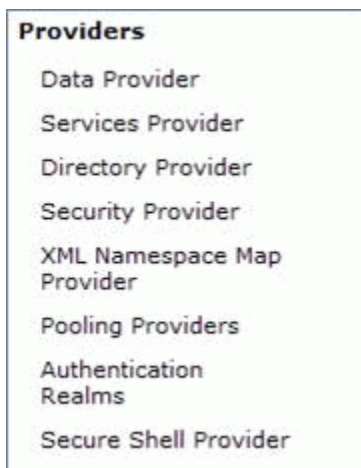 Providers
Data Provider
Services Provider
Directory Provider
Security Provider
XML Namespace Map
Provider
Pooling Providers
Authentication
Realms
Secure Shell Provider